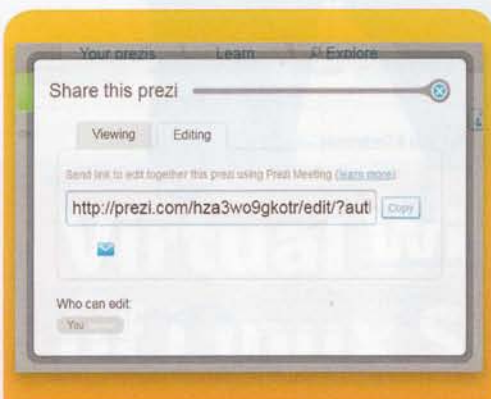 Your prezis Learn Explore
Share this prezi
Viewing Editing
Send link to edit together this prezi using Prezi Meeting (learn more)
http://prezi.com/hza3wo9gkotr/edit/?aut
Copy
Who can edit:
You